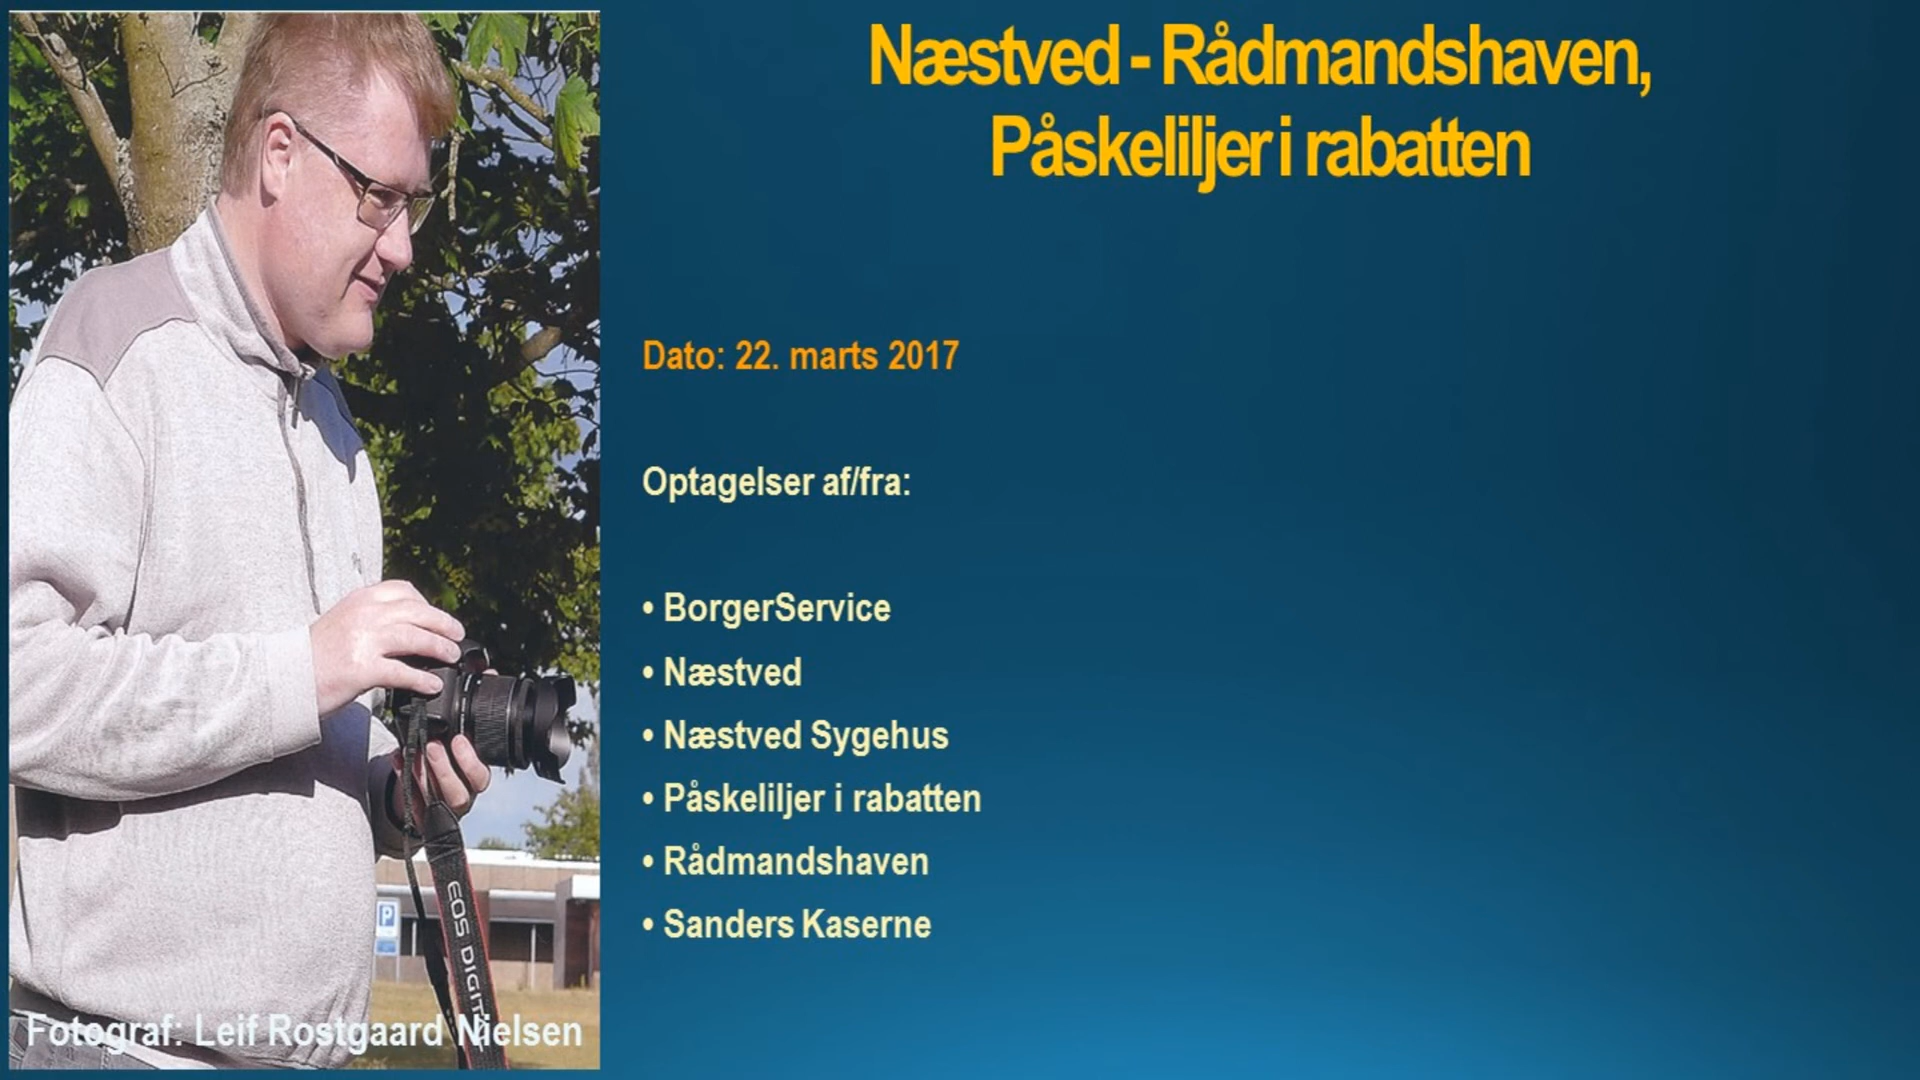 Næstved - Rådmandshaven,
Påskeliljer i rabatten
Dato: 22. marts 2017
Optagelser af/fra:
• BorgerService
• Næstved
• Næstved Sygehus
• Påskeliljer i rabatten
• Rådmandshaven
• Sanders Kaserne
P
EOS DIGIT
Fotograf: Leif Rostgaard Nielsen